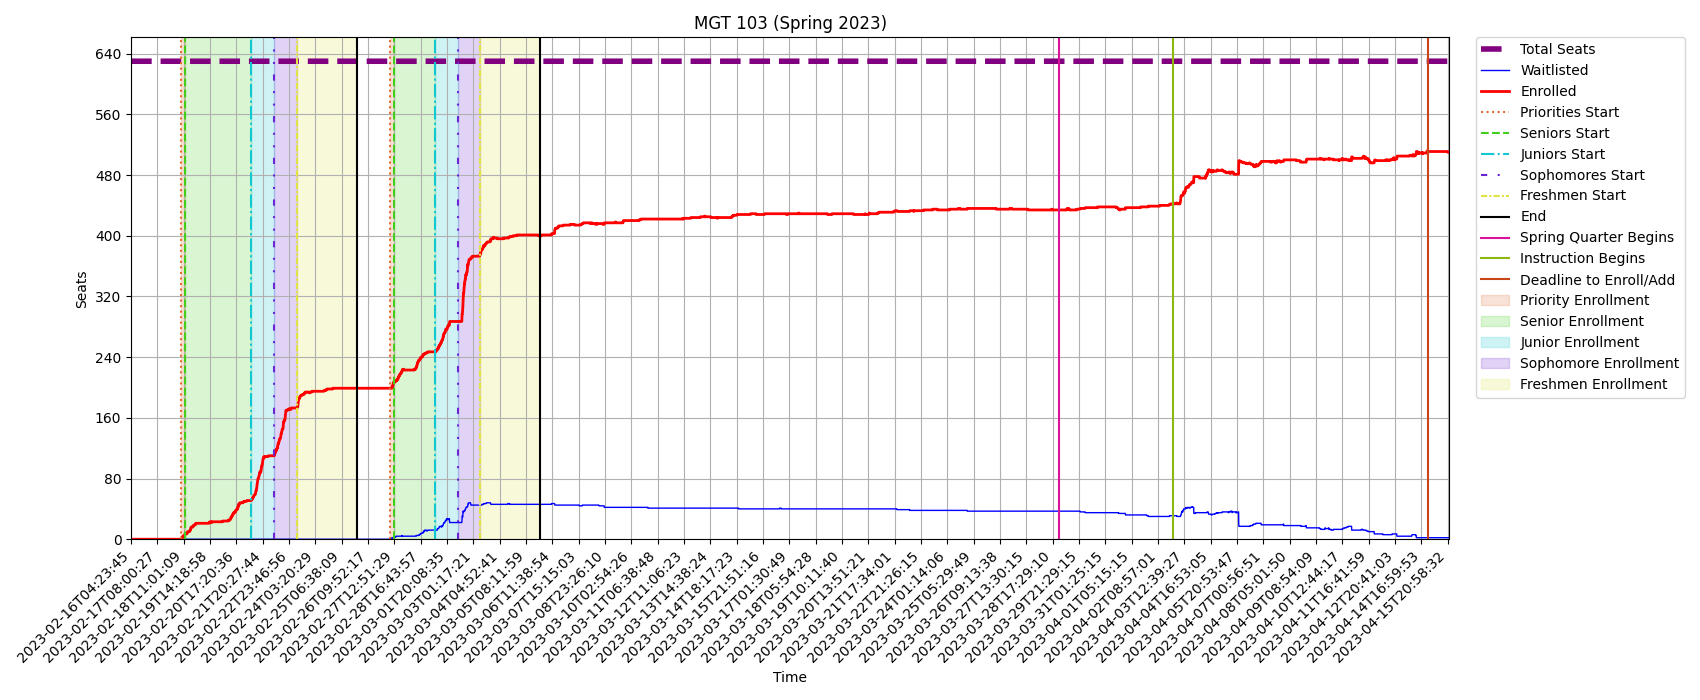 MGT 103 (Spring 2023)
Seats
640
560
480
400
320
240
160
80
0
2023-02-16T04:23:45
2023-02-17T08:00:27
2023-02-18T11:01:09
2023-02-19T14:18:58
2023-02-20T17:20:36
2023-02-21T20:27:44
2023-02-22T23:46:50
2023-02-24T03:20:29
2023-02-25T06:38:09
2023-02-26T09:52:17
2023-02-27T12:51:29
2023-02-28T16:43:57
2023-03-01T20:08:35
2023-03-03T01:17:21
2023-03-04T04:52:41
2023-03-05T08:11:59
2023-03-06T11:38:54
2023-03-07T15:15:03
2023-03-08T23:26:10
2023-03-10T02:54:26
2023-03-11T06:38:48
2023-03-12T11:06:23
2023-03-13T14:38:24
2023-03-14T18:17:23
2023-03-15T21:51:16
2023-03-17T01:30:49
2023-03-18T05:54:28
2023-03-19T10:11:40
2023-03-20T13:51:21
2023-03-21T17:34:01
2023-03-22T21:26:15
2023-03-24T01:14:06
2023-03-25T05:29:49
2023-03-26T09:13:38
2023-03-27T13:30:15
2023-03-28T17:29:10
2023-03-29T21:29:15
2023-03-31T01:25:15
2023-04-01T05:15:15
2023-04-02T08:57:01
2023-04-03T12:39:27
2023-04-04T16:53:05
2023-04-05T20:53:47
2023-04-07T00:56:51
2023-04-08T05:01:50
2023-04-09T08:54:09
2023-04-10T12:44:17
2023-04-11T16:41:59
2023-04-12T20:41:03
2023-04-14T16:59:53
2023-04-15T20:58:32
Time
Total Seats
Waitlisted
Enrolled
Priorities Start
Seniors Start
Juniors Start
Sophomores Start
Freshmen Start
End
Spring Quarter Begins
Instruction Begins
Deadline to Enroll/Add
Priority Enrollment
Senior Enrollment
Junior Enrollment
Sophomore Enrollment
Freshmen Enrollment